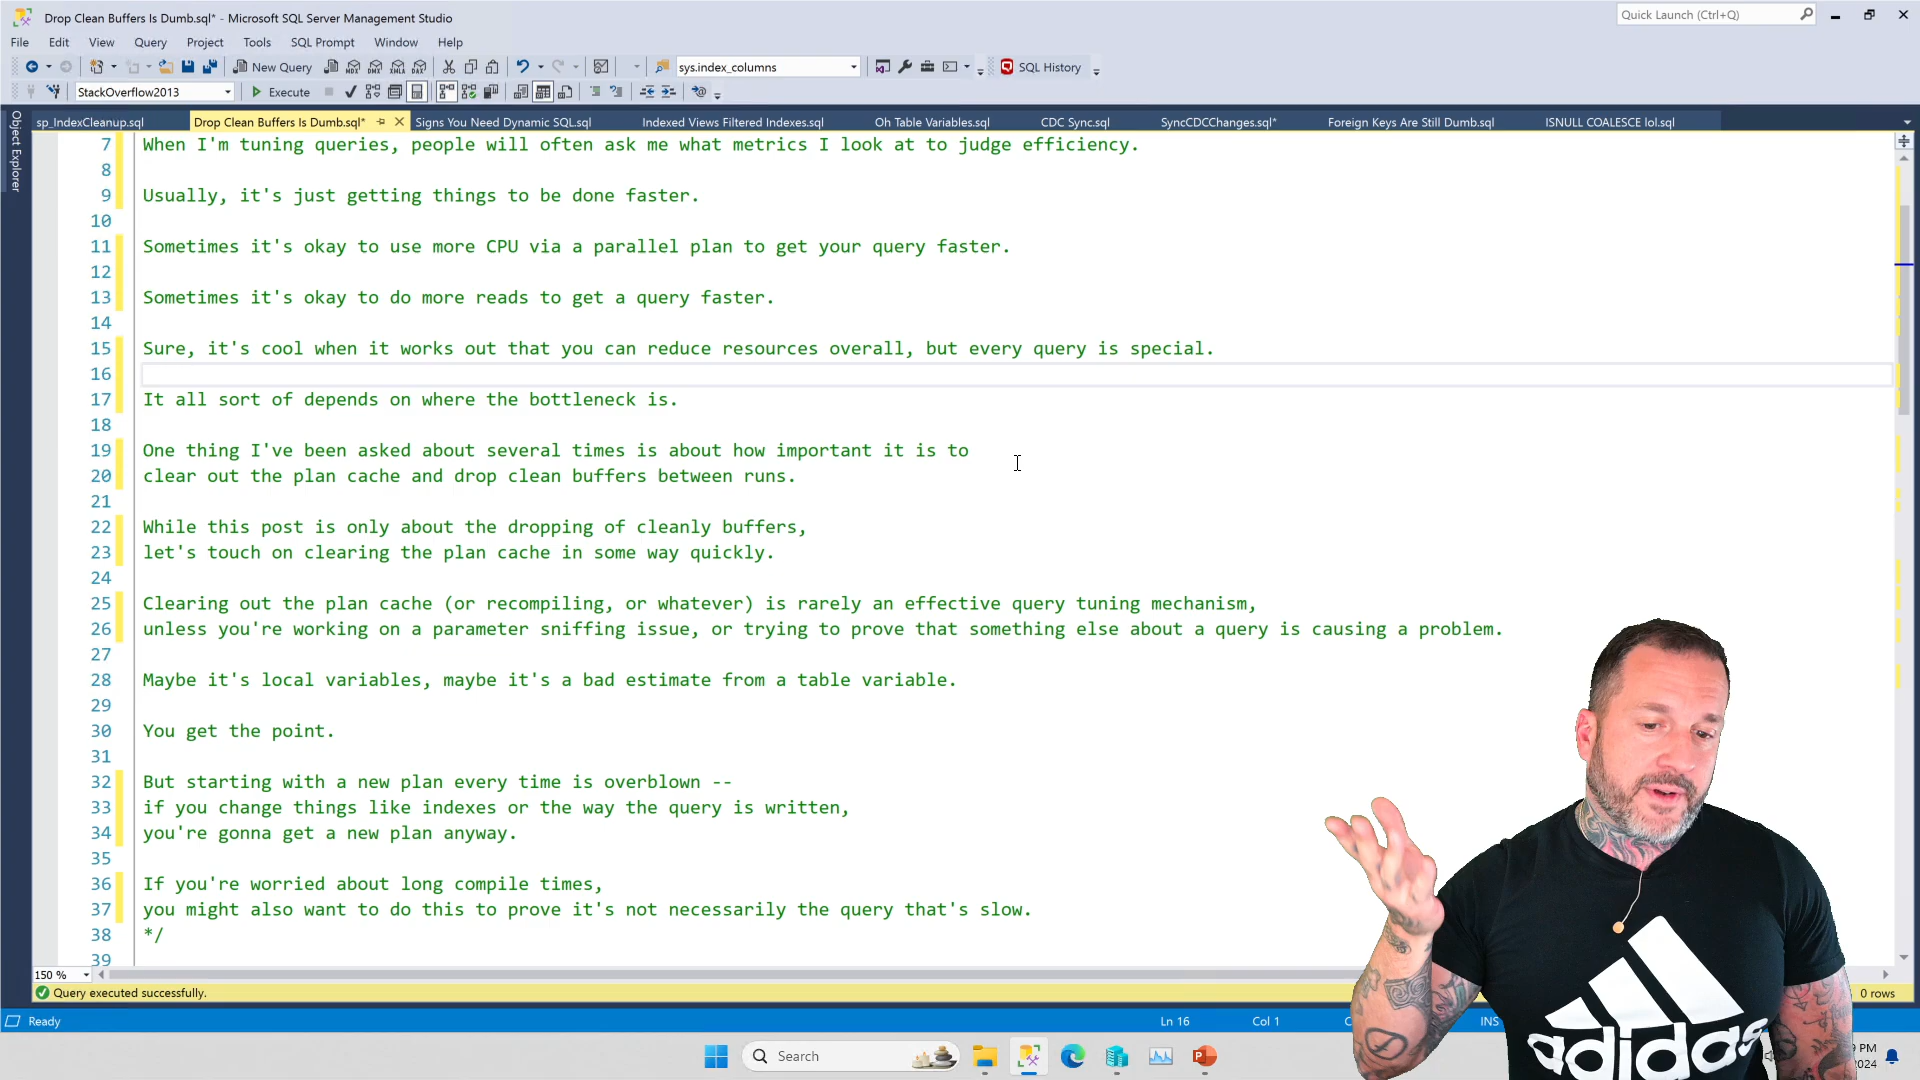 Drop Clean Buffers Is Dumb.sql* - Microsoft SQL Server Management Studio
Quick Launch (Ctrl+Q)
File Edit View Query Project Tools SQL Prompt Window Help
New Query
sys.index_columns
SQL History
StackOverflow2013
Execute
Object Explorer
sp_IndexCleanup.sql
Drop Clean Buffers Is Dumb.sql*
Signs You Need Dynamic SQL.sql
Indexed Views Filtered Indexes.sql
Oh Table Variables.sql
CDC Sync.sql
SyncCDCChanges.sql*
Foreign Keys Are Still Dumb.sql
ISNULL COALESCE lol.sql
7 When I'm tuning queries, people will often ask me what metrics I look at to judge efficiency.
8
9 Usually, it's just getting things to be done faster.
10
11 Sometimes it's okay to use more CPU via a parallel plan to get your query faster.
12
13 Sometimes it's okay to do more reads to get a query faster.
14
15 Sure, it's cool when it works out that you can reduce resources overall, but every query is special.
16
17 It all sort of depends on where the bottleneck is.
18
19 One thing I've been asked about several times is about how important it is to
20 clear out the plan cache and drop clean buffers between runs.
21
22 While this post is only about the dropping of cleanly buffers,
23 let's touch on clearing the plan cache in some way quickly.
24
25 Clearing out the plan cache (or recompiling, or whatever) is rarely an effective query tuning mechanism,
26 unless you're working on a parameter sniffing issue, or trying to prove that something else about a query is causing a problem.
27
28 Maybe it's local variables, maybe it's a bad estimate from a table variable.
29
30 You get the point.
31
32 But starting with a new plan every time is overblown --
33 if you change things like indexes or the way the query is written,
34 you're gonna get a new plan anyway.
35
36 If you're worried about long compile times,
37 you might also want to do this to prove it's not necessarily the query that's slow.
38 */
39
150 %
Query executed successfully.
0 rows
Ready
Ln 16
Col 1
INS
Search
PM
2024
adidas